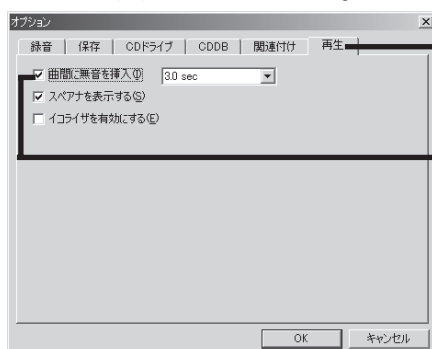 オプション
録音 保存 CDドライブ CDDB 関連付け 再生
曲間に無音を挿入(I) 3.0 sec
スペアナを表示する(S)
イコライザを有効にする(E)
OK キャンセル